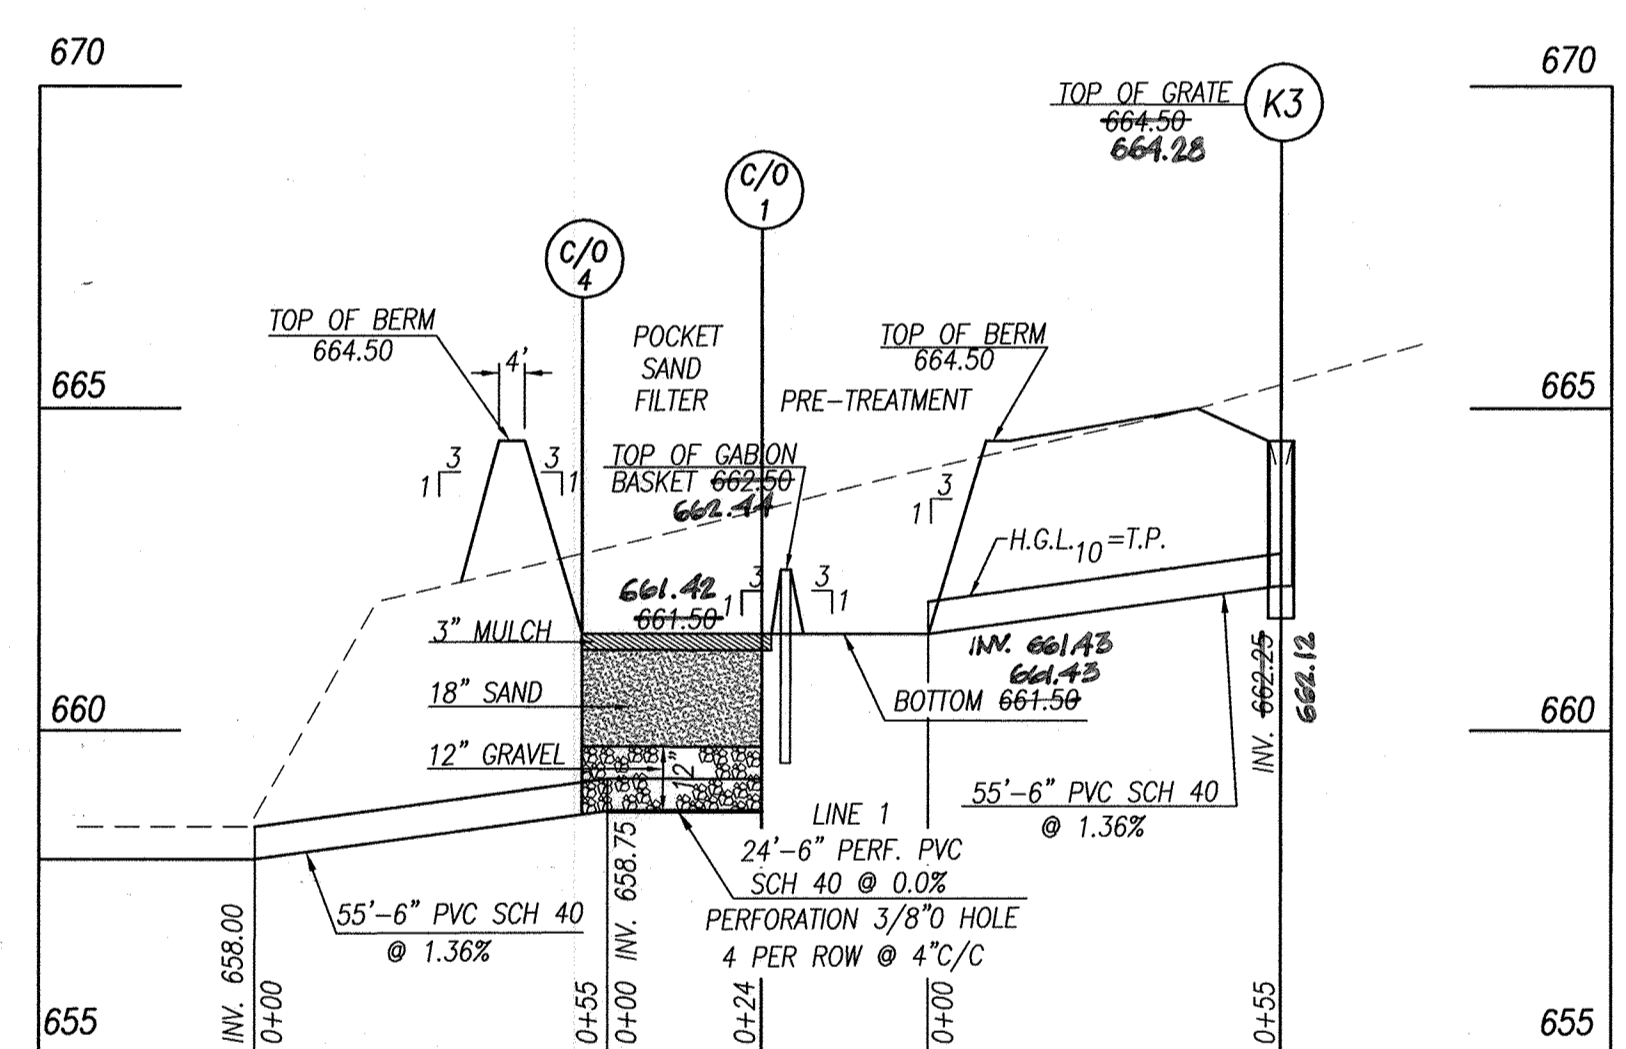 670
670
TOP OF GRATE
664.50
664.28
K3
C/O
1
C/O
4
TOP OF BERM
664.50
4'
POCKET
SAND
FILTER
PRE-TREATMENT
TOP OF BERM
664.50
665
665
3
1
3
1
TOP OF GABION
BASKET 662.50
662.44
3
1
H.G.L.10=T.P.
661.42
661.50
3
1
3
1
3" MULCH
18" SAND
12" GRAVEL
12"
INV. 661.43
661.43
BOTTOM 661.50
INV. 662.25
662.12
660
660
55'-6" PVC SCH 40
@ 1.36%
LINE 1
24'-6" PERF. PVC
SCH 40 @ 0.0%
PERFORATION 3/8"O HOLE
4 PER ROW @ 4"C/C
55'-6" PVC SCH 40
@ 1.36%
INV. 658.00
0+00
0+55
0+00 INV. 658.75
0+24
0+00
0+55
655
655